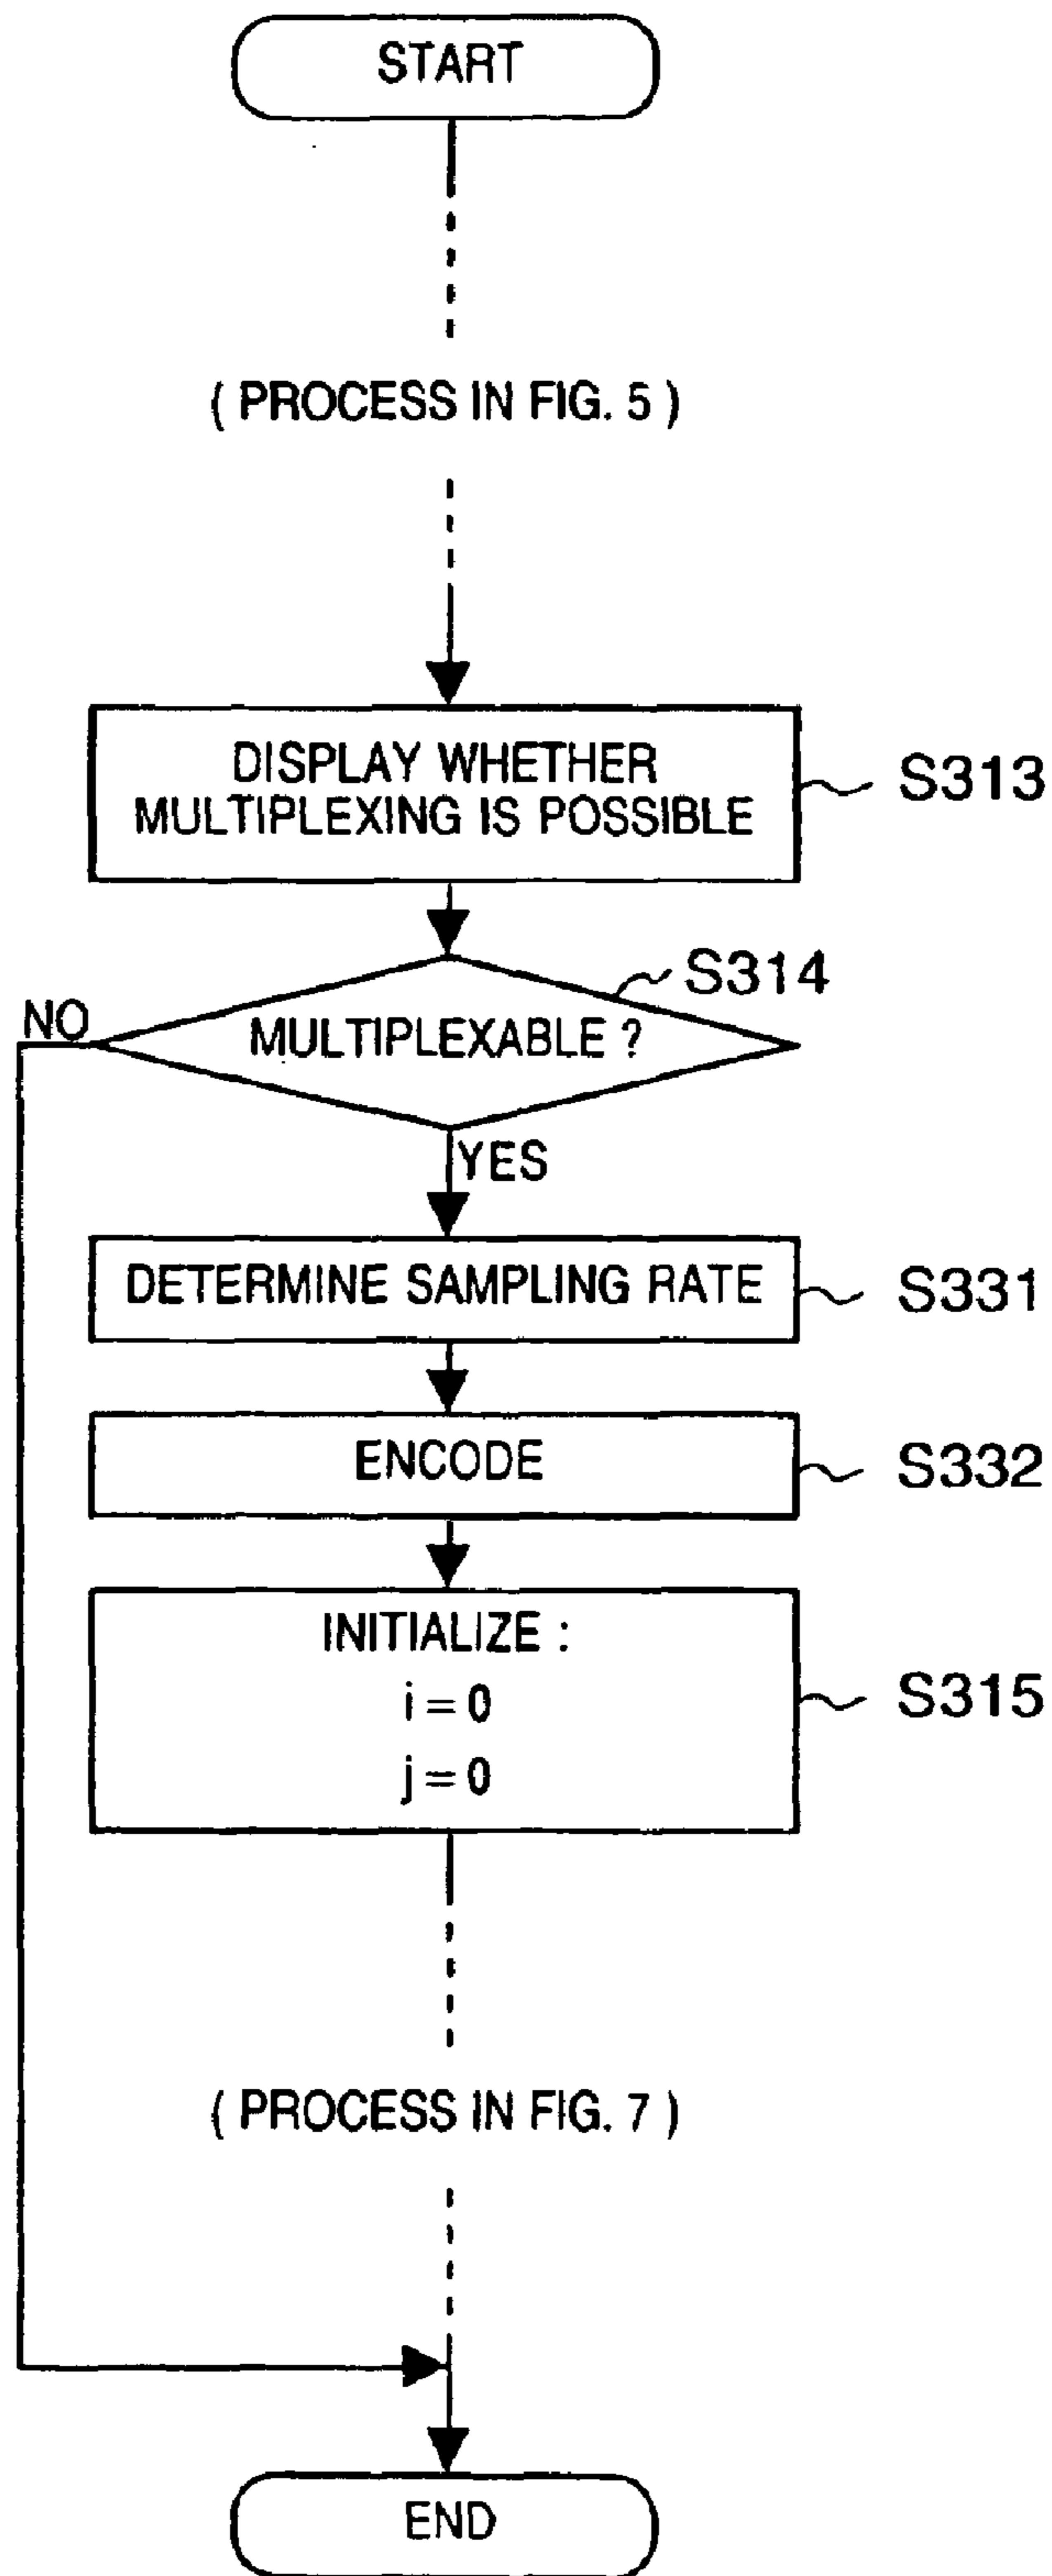 START
( PROCESS IN FIG. 5 )
DISPLAY WHETHER
MULTIPLEXING IS POSSIBLE
S313
S314
NO
MULTIPLEXABLE ?
YES
DETERMINE SAMPLING RATE
S331
ENCODE
S332
INITIALIZE :
i = 0
j = 0
S315
( PROCESS IN FIG. 7 )
END